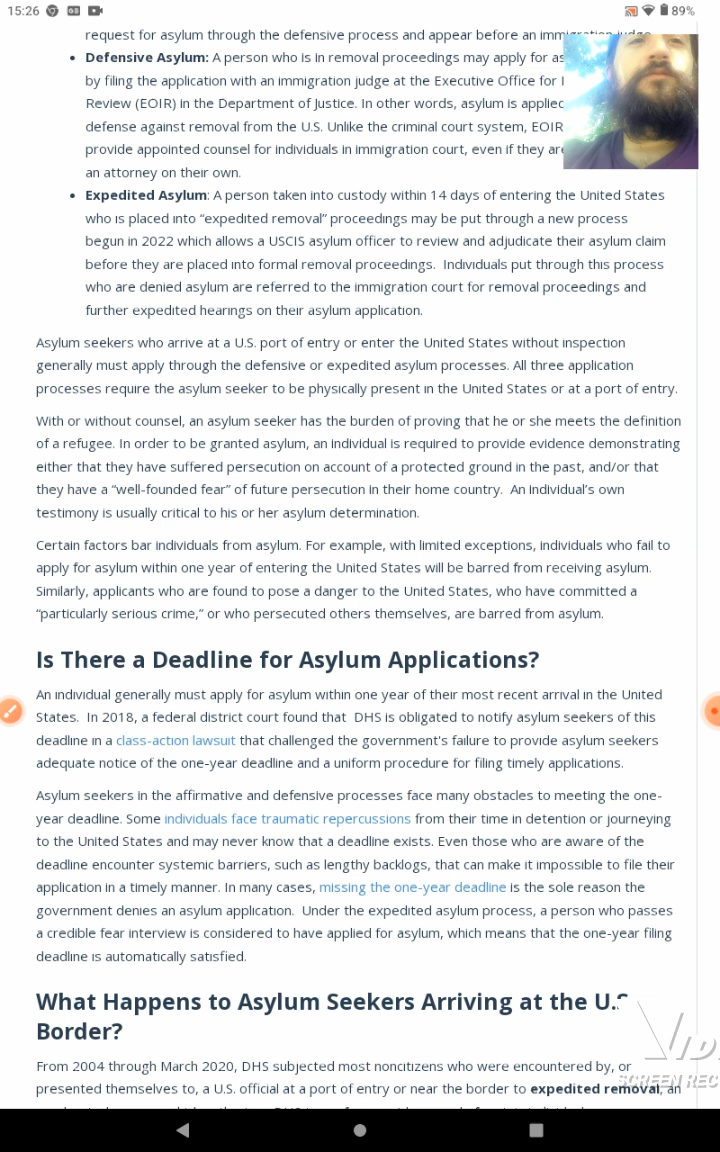 15:26
89%
request for asylum through the defensive process and appear before an immigration judge.
• Defensive Asylum: A person who is in removal proceedings may apply for as
by filing the application with an immigration judge at the Executive Office for I
Review (EOIR) in the Department of Justice. In other words, asylum is applied
defense against removal from the U.S. Unlike the criminal court system, EOIR
provide appointed counsel for individuals in immigration court, even if they are
an attorney on their own.
• Expedited Asylum: A person taken into custody within 14 days of entering the United States
who is placed into “expedited removal” proceedings may be put through a new process
begun in 2022 which allows a USCIS asylum officer to review and adjudicate their asylum claim
before they are placed into formal removal proceedings. Individuals put through this process
who are denied asylum are referred to the immigration court for removal proceedings and
further expedited hearings on their asylum application.
Asylum seekers who arrive at a U.S. port of entry or enter the United States without inspection
generally must apply through the defensive or expedited asylum processes. All three application
processes require the asylum seeker to be physically present in the United States or at a port of entry.
With or without counsel, an asylum seeker has the burden of proving that he or she meets the definition
of a refugee. In order to be granted asylum, an individual is required to provide evidence demonstrating
either that they have suffered persecution on account of a protected ground in the past, and/or that
they have a “well-founded fear” of future persecution in their home country. An individual’s own
testimony is usually critical to his or her asylum determination.
Certain factors bar individuals from asylum. For example, with limited exceptions, individuals who fail to
apply for asylum within one year of entering the United States will be barred from receiving asylum.
Similarly, applicants who are found to pose a danger to the United States, who have committed a
“particularly serious crime,” or who persecuted others themselves, are barred from asylum.
Is There a Deadline for Asylum Applications?
An individual generally must apply for asylum within one year of their most recent arrival in the United
States. In 2018, a federal district court found that DHS is obligated to notify asylum seekers of this
deadline in a class-action lawsuit that challenged the government's failure to provide asylum seekers
adequate notice of the one-year deadline and a uniform procedure for filing timely applications.
Asylum seekers in the affirmative and defensive processes face many obstacles to meeting the one-
year deadline. Some individuals face traumatic repercussions from their time in detention or journeying
to the United States and may never know that a deadline exists. Even those who are aware of the
deadline encounter systemic barriers, such as lengthy backlogs, that can make it impossible to file their
application in a timely manner. In many cases, missing the one-year deadline is the sole reason the
government denies an asylum application. Under the expedited asylum process, a person who passes
a credible fear interview is considered to have applied for asylum, which means that the one-year filing
deadline is automatically satisfied.
What Happens to Asylum Seekers Arriving at the U.S.
Border?
From 2004 through March 2020, DHS subjected most noncitizens who were encountered by, or
presented themselves to, a U.S. official at a port of entry or near the border to expedited removal, an
SCREEN REC